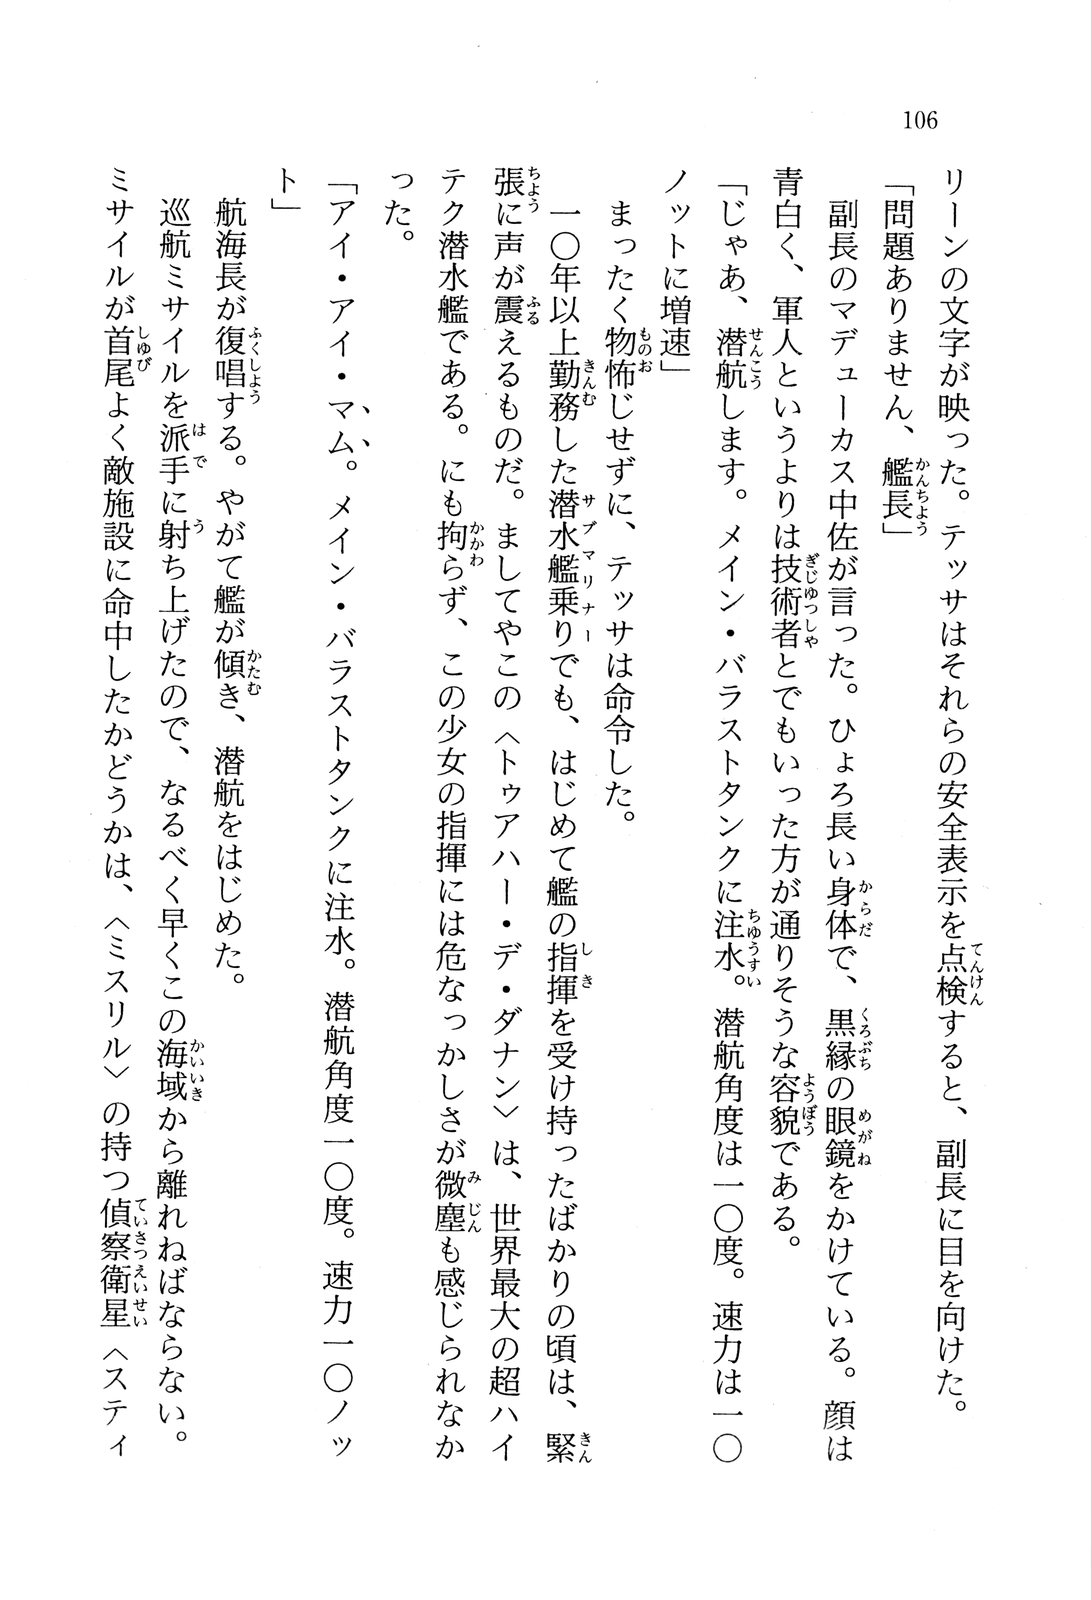 106
リーンの文字が映った。テッサはそれらの安全表示を点検すると、副長に目を向けた。
「問題ありません、艦長」
副長のマデューカス中佐が言った。ひょろ長い身体で、黒縁の眼鏡をかけている。顔は
青白く、軍人というよりは技術者とでもいった方が通りそうな容貌である。
「じゃあ、潜航します。メイン・バラストタンクに注水。潜航角度は一〇度。速力は一〇
ノットに増速」
まったく物怖じせずに、テッサは命令した。
一〇年以上勤務した潜水艦乗りでも、はじめて艦の指揮を受け持ったばかりの頃は、緊
張に声が震えるものだ。ましてやこの〈トゥアハー・デ・ダナン〉は、世界最大の超ハイ
テク潜水艦である。にも拘らず、この少女の指揮には危なっかしさが微塵も感じられなか
った。
「アイ・アイ・マム。メイン・バラストタンクに注水。潜航角度一〇度。速力一〇ノッ
ト」
航海長が復唱する。やがて艦が傾き、潜航をはじめた。
巡航ミサイルを派手に射ち上げたので、なるべく早くこの海域から離れねばならない。
ミサイルが首尾よく敵施設に命中したかどうかは、〈ミスリル〉の持つ偵察衛星〈スティ